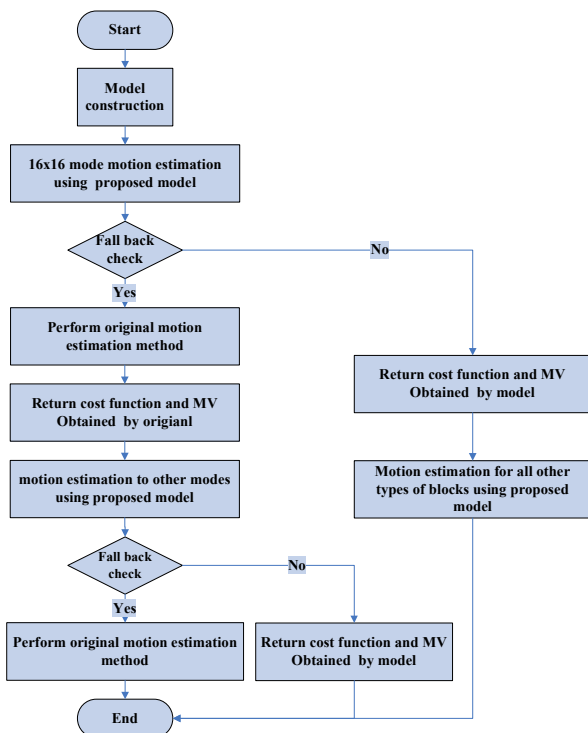 Start
Model
construction
16x16 mode motion estimation
using proposed model
Fall back
check
No
Yes
Perform original motion
estimation method
Return cost function and MV
Obtained by model
Return cost function and MV
Obtained by origianl
Motion estimation for all other
types of blocks using proposed
model
motion estimation to other modes
using proposed model
Fall back
check
No
Yes
Perform original motion estimation
method
Return cost function and MV
Obtained by model
End